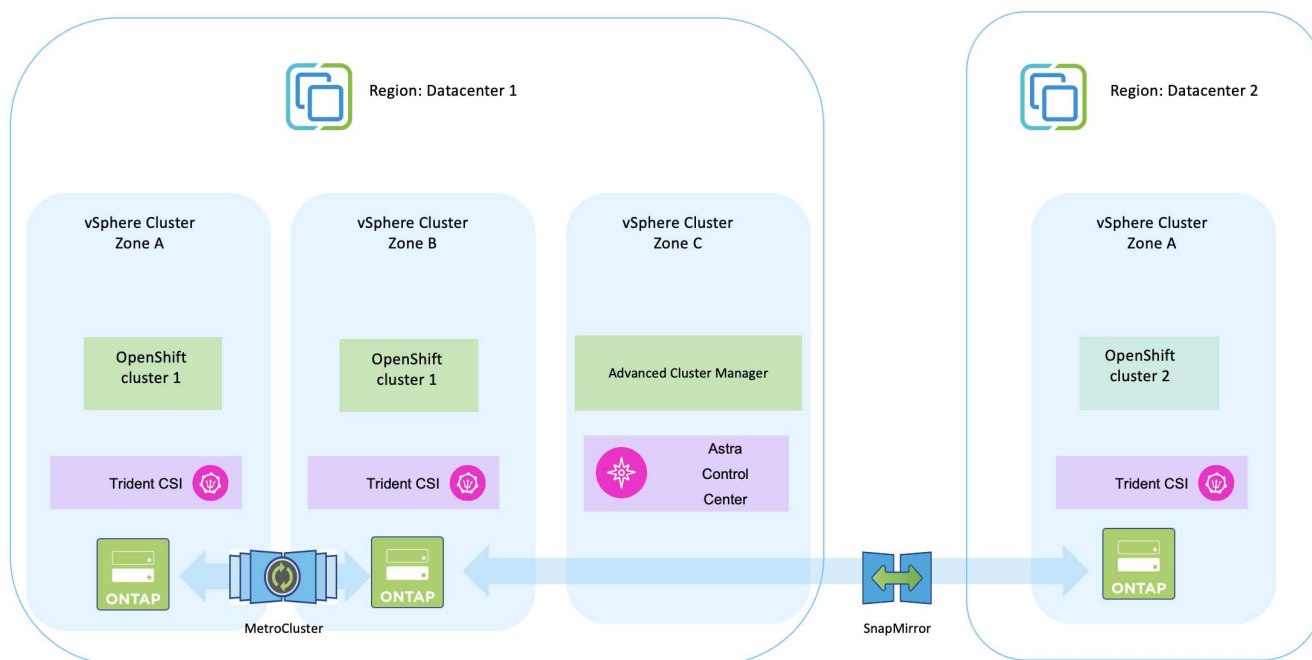 Region: Datacenter 1
Region: Datacenter 2
vSphere Cluster
Zone A
vSphere Cluster
Zone B
vSphere Cluster
Zone C
vSphere Cluster
Zone A
OpenShift
cluster 1
OpenShift
cluster 1
Advanced Cluster Manager
OpenShift
cluster 2
Trident CSI
Trident CSI
Astra
Control
Center
Trident CSI
ONTAP
ONTAP
ONTAP
MetroCluster
SnapMirror